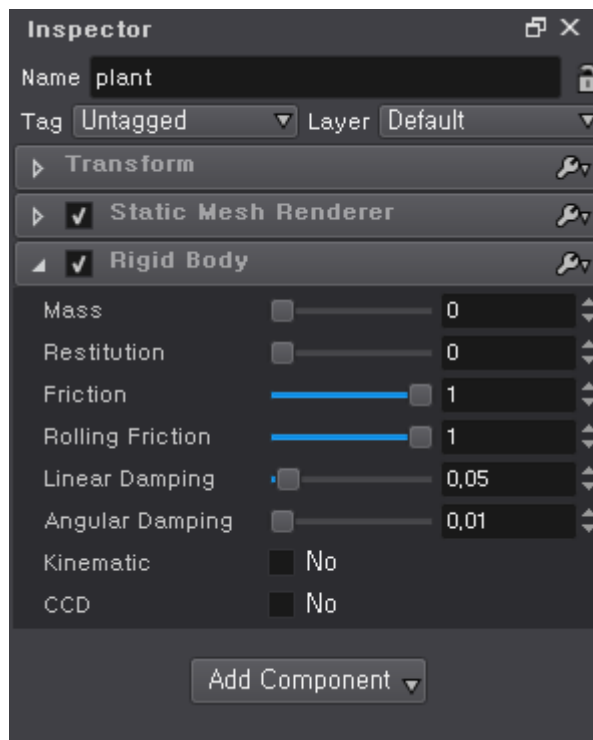 Inspector
Name plant
Tag Untagged Layer Default
Transform
Static Mesh Renderer
Rigid Body
Mass 0
Restitution 0
Friction 1
Rolling Friction 1
Linear Damping 0,05
Angular Damping 0,01
Kinematic No
CCD No
Add Component